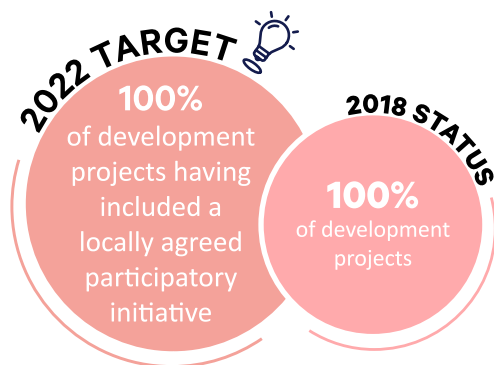 2022 TARGET
100%
of development
projects having
included a
locally agreed
participatory
initiative
2018 STATUS
100%
of development
projects